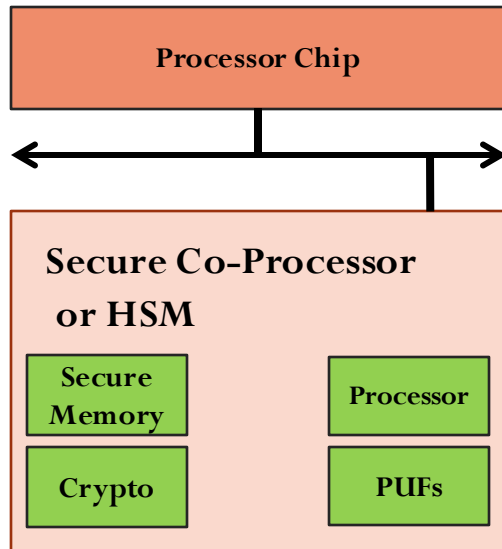 Processor Chip
Secure Co-Processor
or HSM
Secure
Memory
Processor
Crypto
PUFs